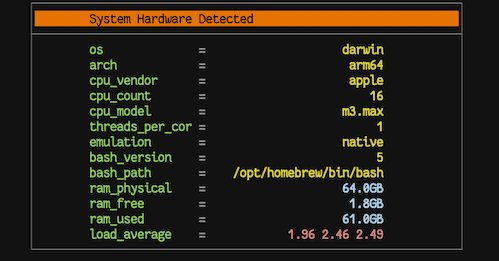 System Hardware Detected
os = darwin
arch = arm64
cpu_vendor = apple
cpu_count = 16
cpu_model = m3.max
threads_per_cor = 1
emulation = native
bash_version = 5
bash_path = /opt/homebrew/bin/bash
ram_physical = 64.0GB
ram_free = 1.8GB
ram_used = 61.0GB
load_average = 1.96 2.46 2.49